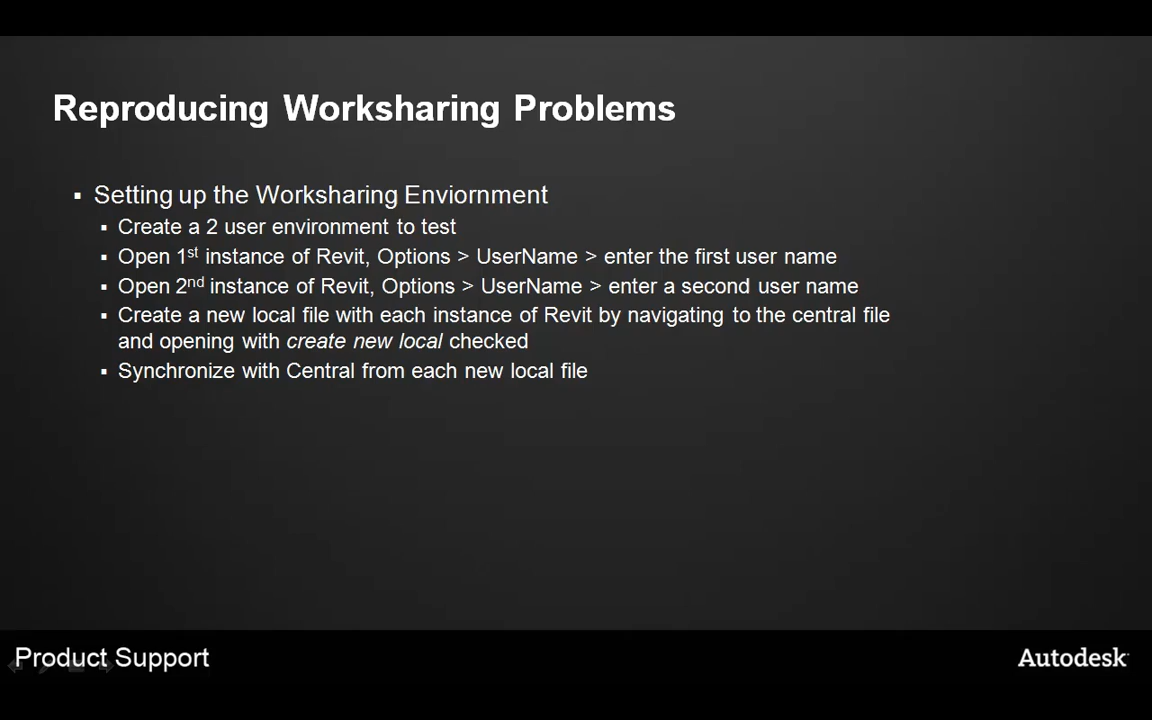 Reproducing Worksharing Problems
▪ Setting up the Worksharing Enviornment
▪ Create a 2 user environment to test
▪ Open 1st instance of Revit, Options > UserName > enter the first user name
▪ Open 2nd instance of Revit, Options > UserName > enter a second user name
▪ Create a new local file with each instance of Revit by navigating to the central file
and opening with create new local checked
▪ Synchronize with Central from each new local file
Product Support
Autodesk